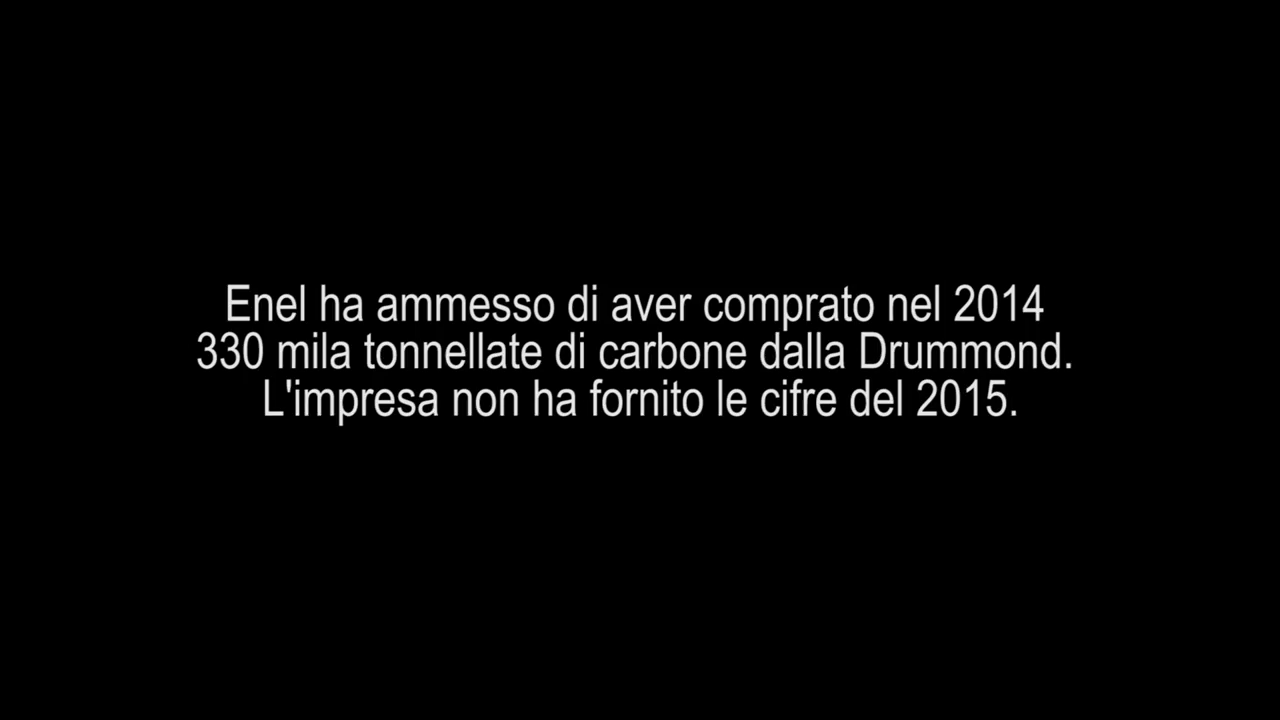 Enel ha ammesso di aver comprato nel 2014
330 mila tonnellate di carbone dalla Drummond.
L'impresa non ha fornito le cifre del 2015.